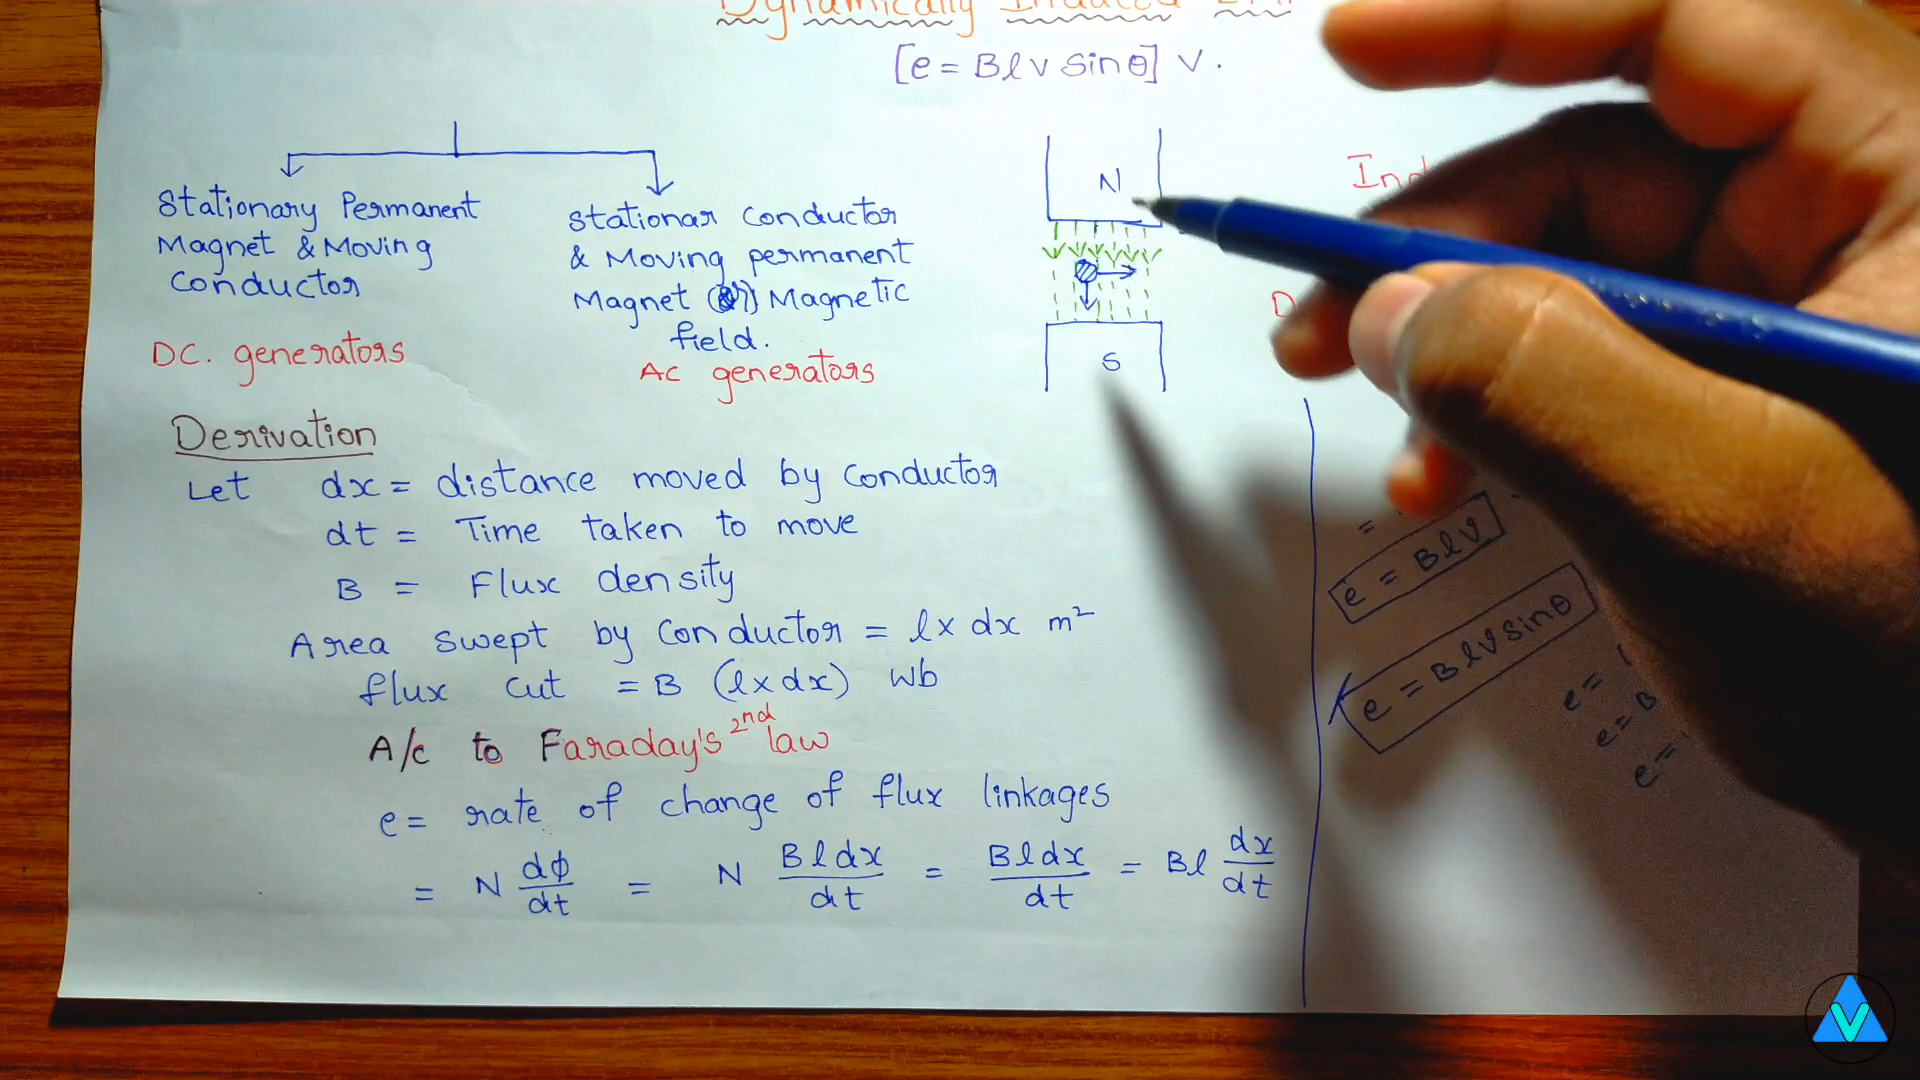 Dynamically Induced
[e = Blv Sinθ] V.
Stationary Permanent
Magnet & Moving
Conductor
DC. generators
Stationar Conductor
& Moving permanent
Magnet (or) Magnetic
field.
AC generators
N
S
Derivation
Let dx = distance moved by Conductor
dt = Time taken to move
B = Flux density
Area swept by Conductor = l x dx m²
flux cut = B (l x dx) wb
A/c to Faraday's 2nd law
e = rate of change of flux linkages
= N dφ/dt = N Bldx/dt = Bldx/dt = Bl dx/dt
=
e = Blv
e = Blv sinθ
e =
e = B
e =
V